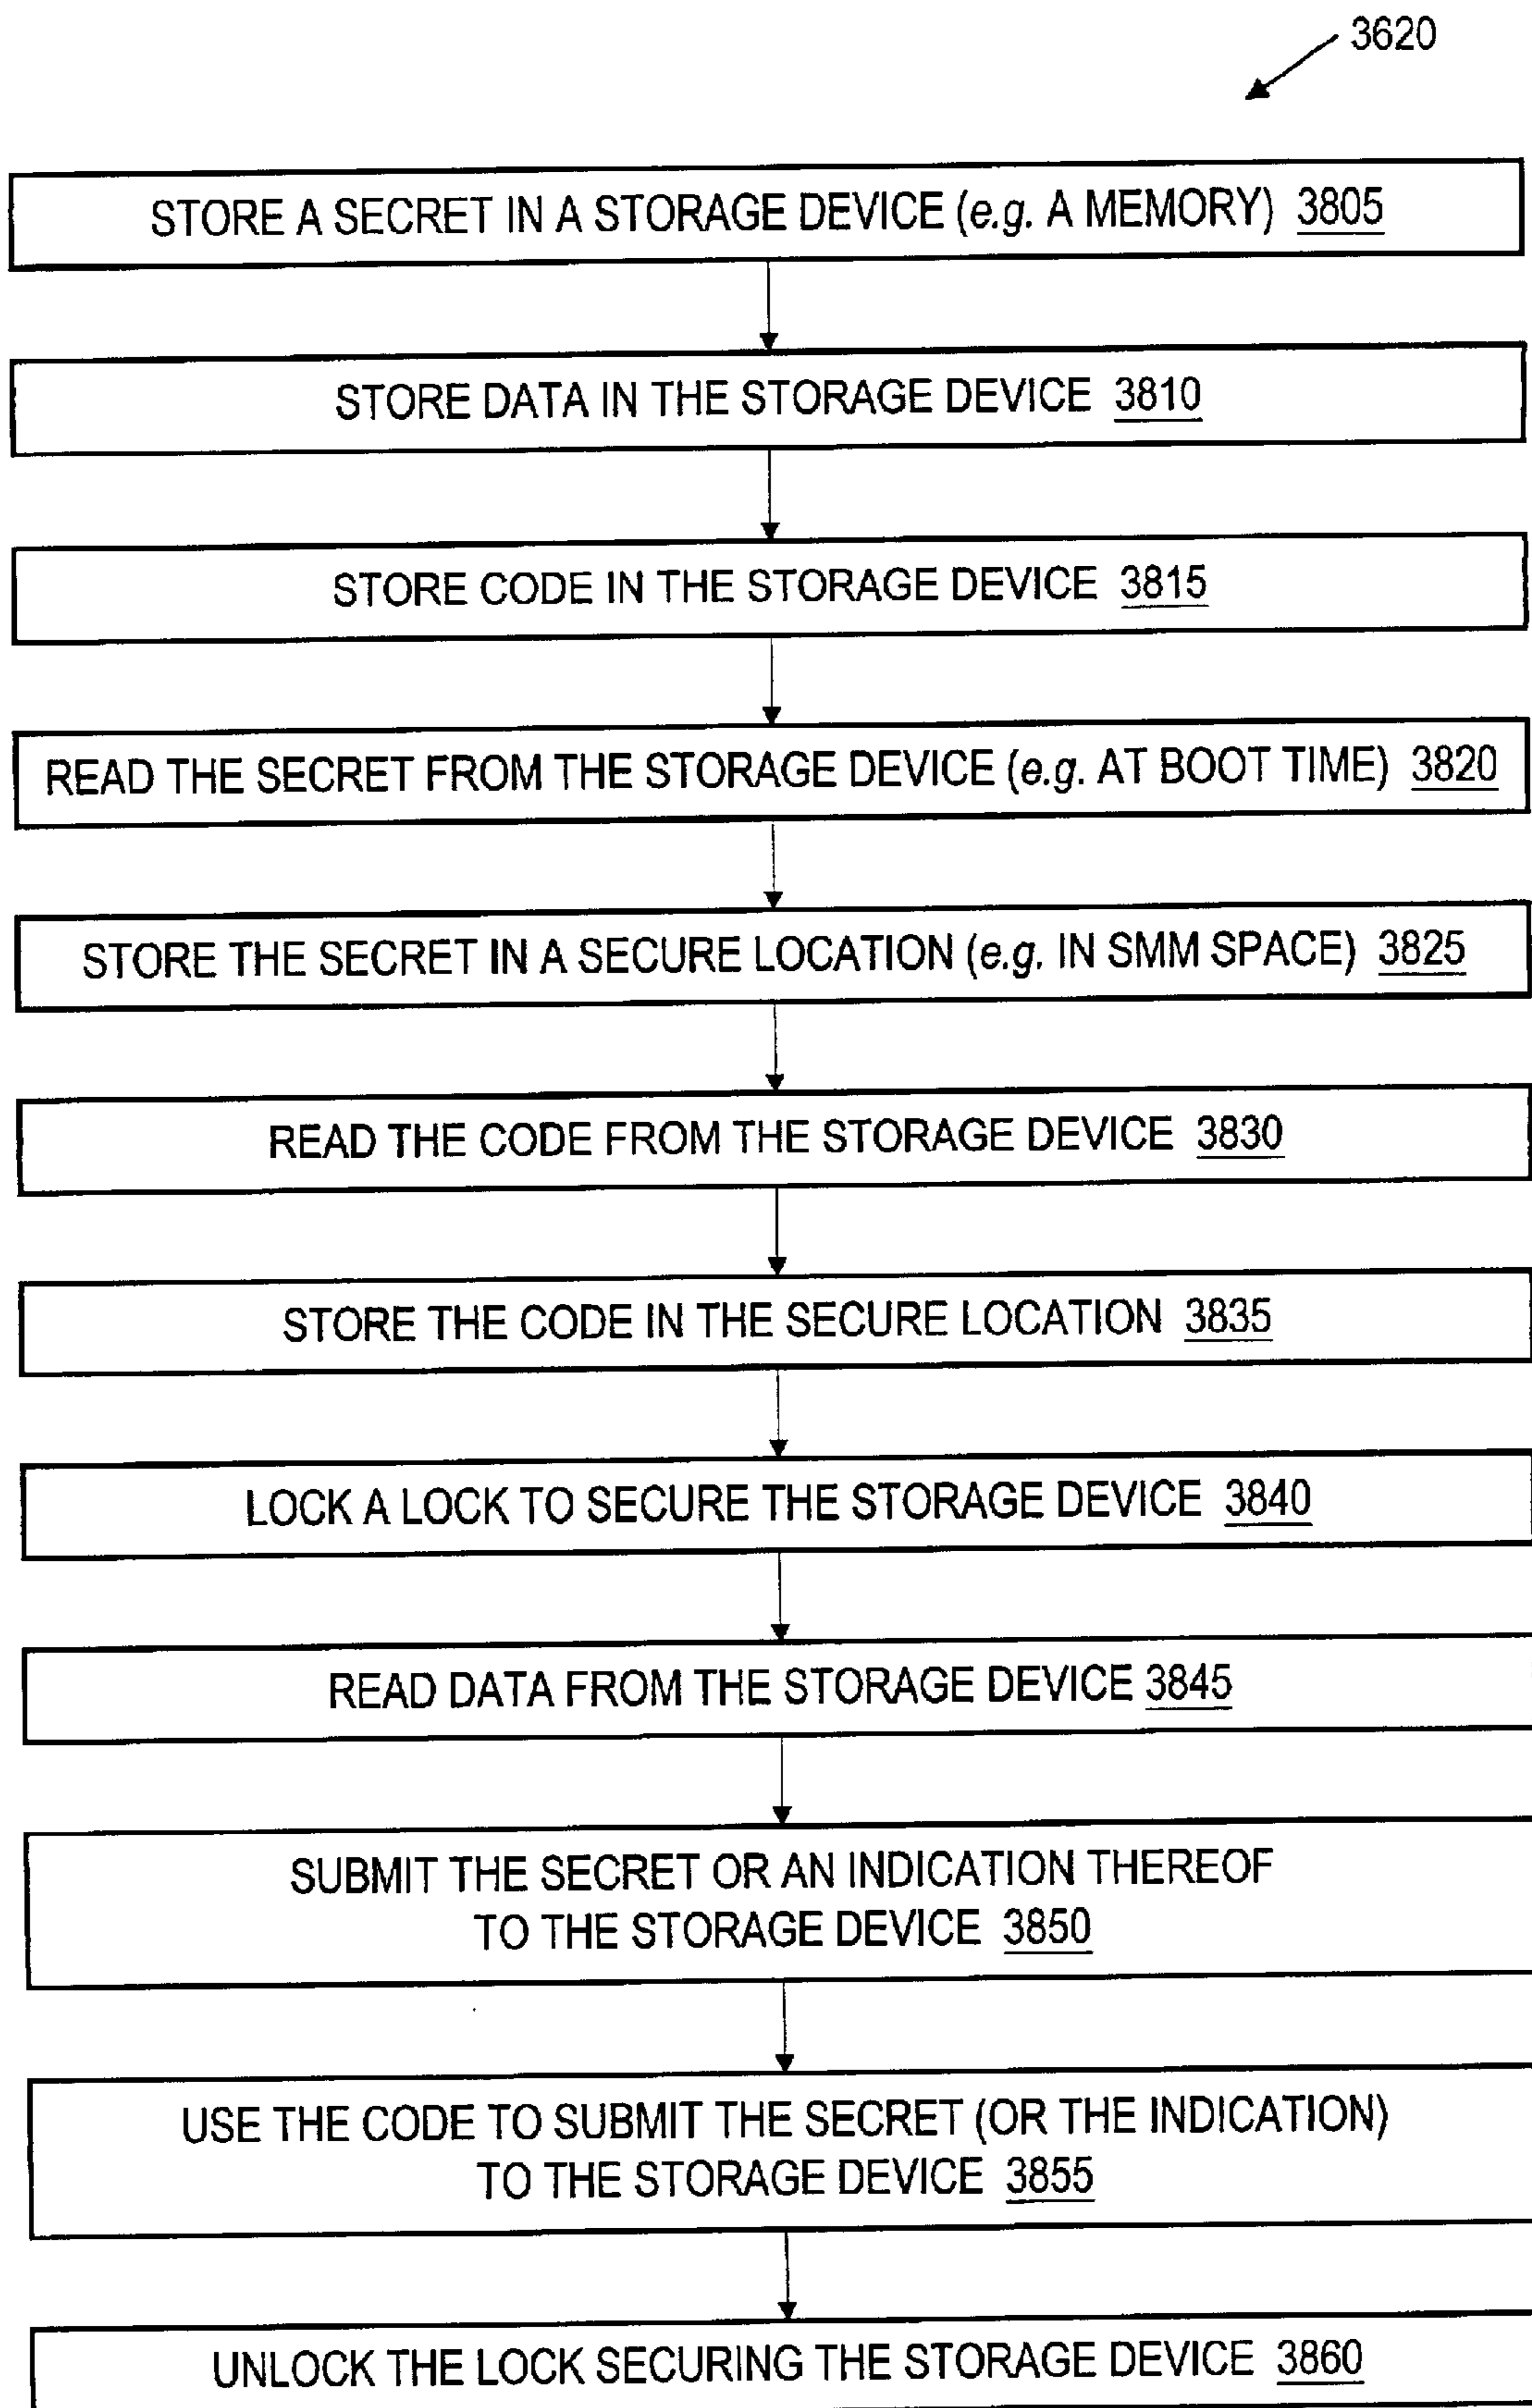 3620
STORE A SECRET IN A STORAGE DEVICE (e.g. A MEMORY) 3805
STORE DATA IN THE STORAGE DEVICE 3810
STORE CODE IN THE STORAGE DEVICE 3815
READ THE SECRET FROM THE STORAGE DEVICE (e.g. AT BOOT TIME) 3820
STORE THE SECRET IN A SECURE LOCATION (e.g. IN SMM SPACE) 3825
READ THE CODE FROM THE STORAGE DEVICE 3830
STORE THE CODE IN THE SECURE LOCATION 3835
LOCK A LOCK TO SECURE THE STORAGE DEVICE 3840
READ DATA FROM THE STORAGE DEVICE 3845
SUBMIT THE SECRET OR AN INDICATION THEREOF
TO THE STORAGE DEVICE 3850
USE THE CODE TO SUBMIT THE SECRET (OR THE INDICATION)
TO THE STORAGE DEVICE 3855
UNLOCK THE LOCK SECURING THE STORAGE DEVICE 3860